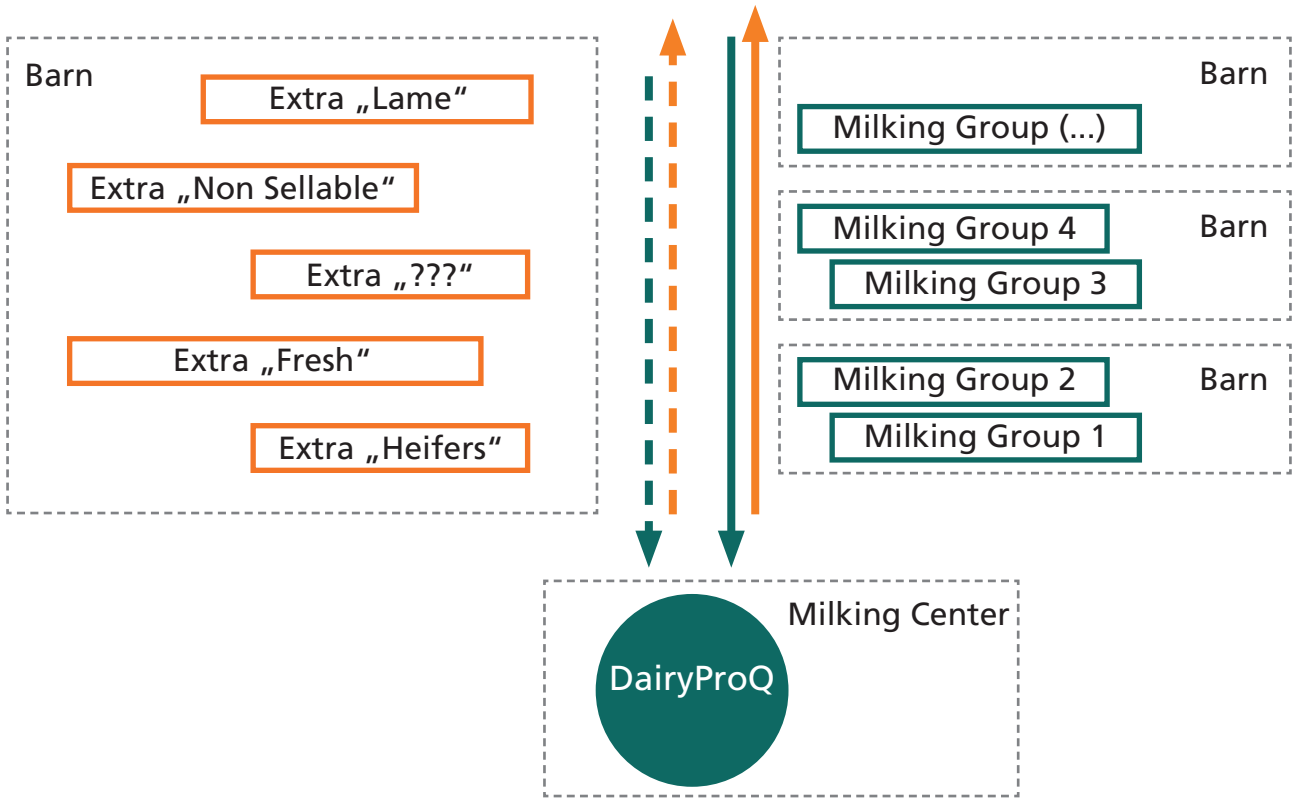 Barn
Extra „Lame“
Extra „Non Sellable“
Extra „???“
Extra „Fresh“
Extra „Heifers“
Barn
Milking Group (...)
Milking Group 4
Barn
Milking Group 3
Milking Group 2
Barn
Milking Group 1
Milking Center
DairyProQ